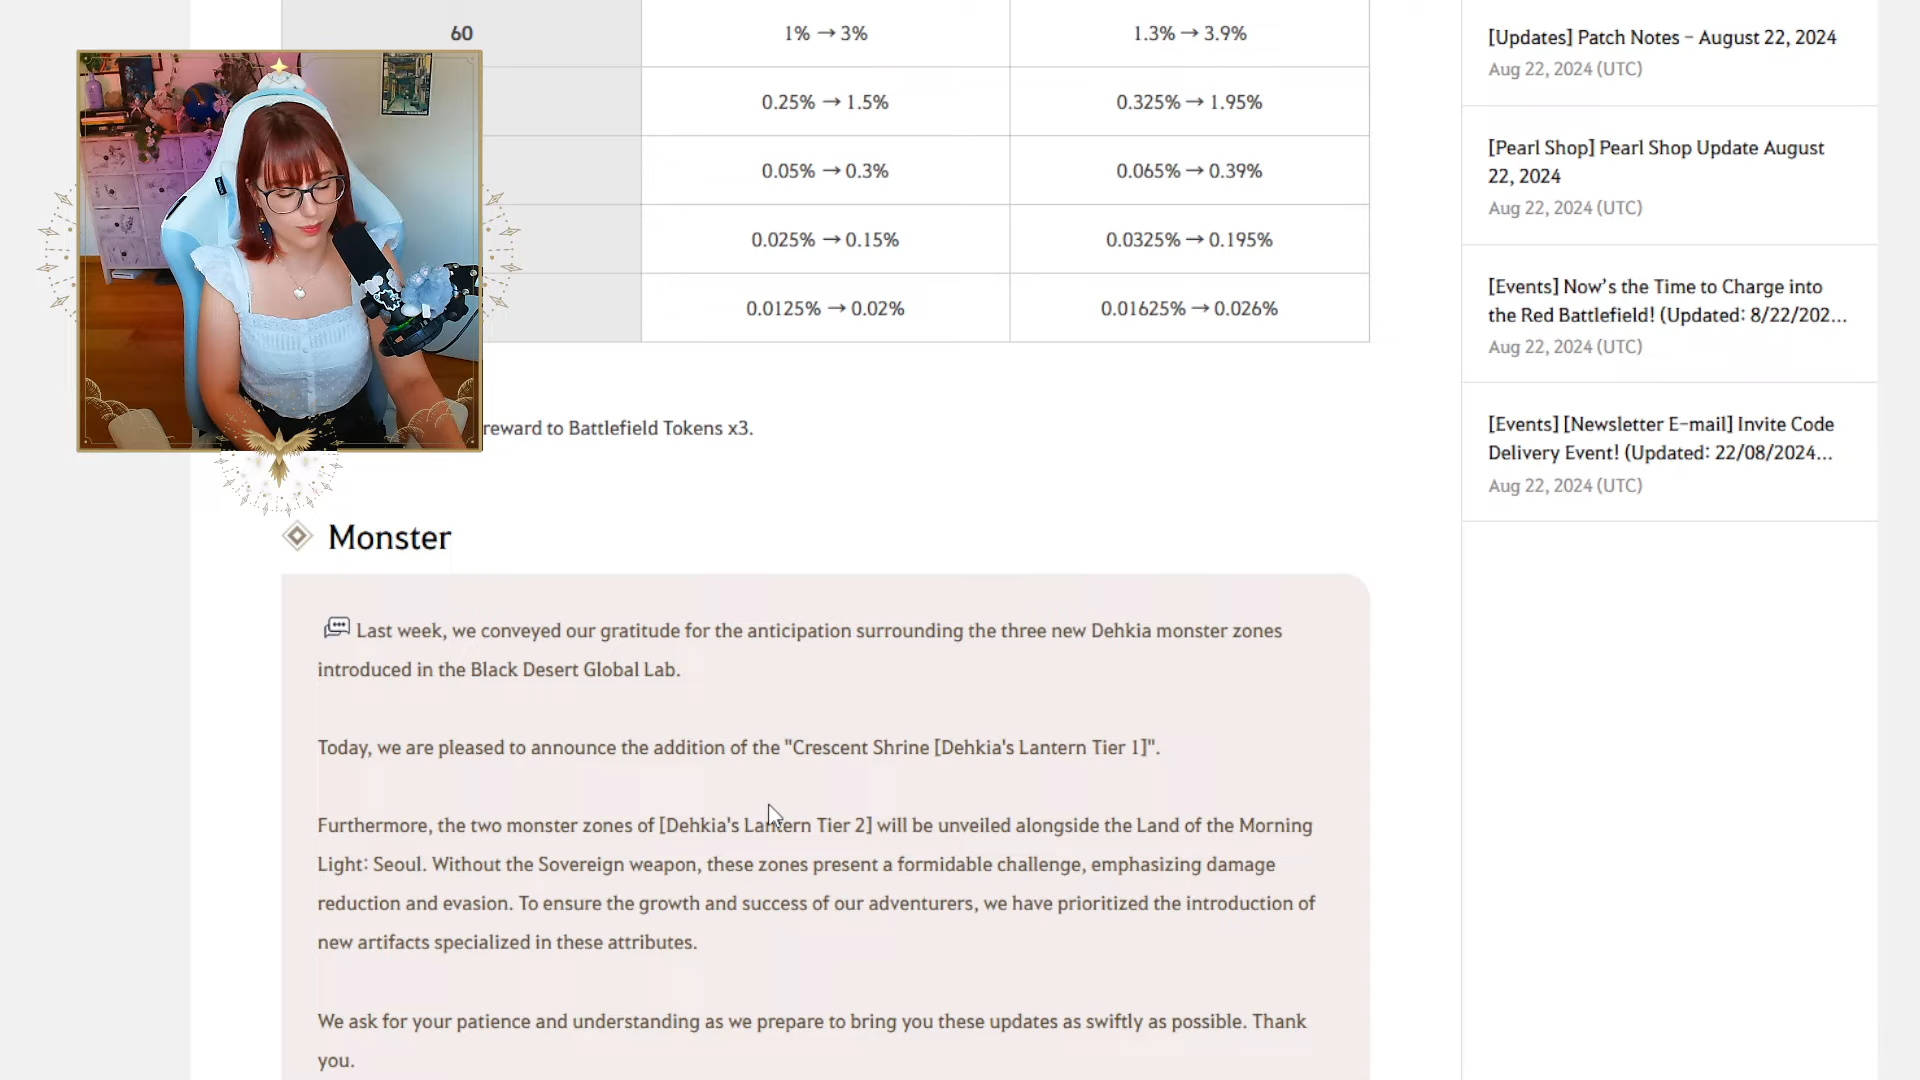 60 1% → 3% 1.3% → 3.9%
0.25% → 1.5% 0.325% → 1.95%
0.05% → 0.3% 0.065% → 0.39%
0.025% → 0.15% 0.0325% → 0.195%
0.0125% → 0.02% 0.01625% → 0.026%
reward to Battlefield Tokens x3.
Monster
Last week, we conveyed our gratitude for the anticipation surrounding the three new Dehkia monster zones
introduced in the Black Desert Global Lab.
Today, we are pleased to announce the addition of the "Crescent Shrine [Dehkia's Lantern Tier 1]".
Furthermore, the two monster zones of [Dehkia's Lantern Tier 2] will be unveiled alongside the Land of the Morning
Light: Seoul. Without the Sovereign weapon, these zones present a formidable challenge, emphasizing damage
reduction and evasion. To ensure the growth and success of our adventurers, we have prioritized the introduction of
new artifacts specialized in these attributes.
We ask for your patience and understanding as we prepare to bring you these updates as swiftly as possible. Thank
you.
[Updates] Patch Notes – August 22, 2024
Aug 22, 2024 (UTC)
[Pearl Shop] Pearl Shop Update August
22, 2024
Aug 22, 2024 (UTC)
[Events] Now's the Time to Charge into
the Red Battlefield! (Updated: 8/22/202...
Aug 22, 2024 (UTC)
[Events] [Newsletter E-mail] Invite Code
Delivery Event! (Updated: 22/08/2024...
Aug 22, 2024 (UTC)